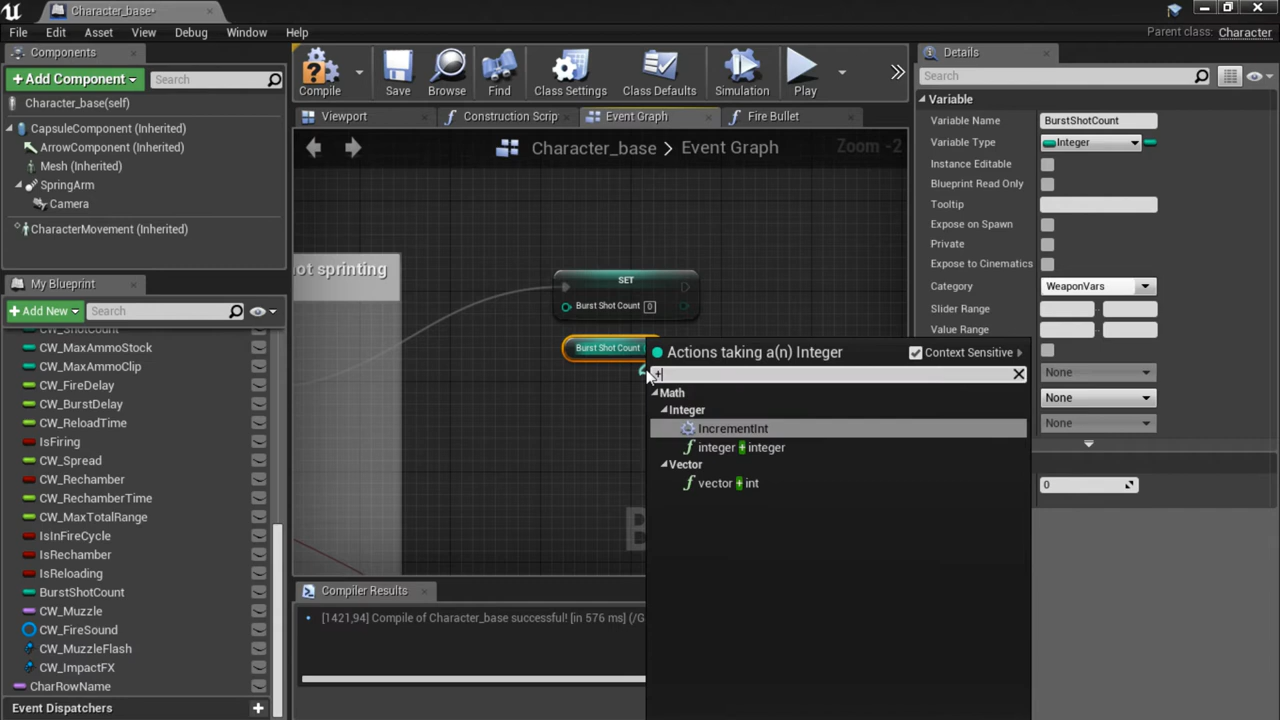 Character_base*
File Edit Asset View Debug Window Help
Parent class: Character
Components
+Add Component
Search
Character_base(self)
CapsuleComponent (Inherited)
ArrowComponent (Inherited)
Mesh (Inherited)
SpringArm
Camera
CharacterMovement (Inherited)
My Blueprint
+Add New
Search
CW_ShotCount
CW_MaxAmmoStock
CW_MaxAmmoClip
CW_FireDelay
CW_BurstDelay
CW_ReloadTime
IsFiring
CW_Spread
CW_Rechamber
CW_RechamberTime
CW_MaxTotalRange
IsInFireCycle
IsRechamber
IsReloading
BurstShotCount
CW_Muzzle
CW_FireSound
CW_MuzzleFlash
CW_ImpactFX
CharRowName
Event Dispatchers
Compile Save Browse Find Class Settings Class Defaults Simulation Play
Viewport Construction Scrip Event Graph Fire Bullet
Character_base > Event Graph
Zoom -2
ot sprinting
SET
Burst Shot Count 0
Burst Shot Count
B
Actions taking a(n) Integer
Context Sensitive
+
Math
Integer
IncrementInt
integer + integer
Vector
vector + int
Compiler Results
[1421,94] Compile of Character_base successful! [in 576 ms] (/G
Details
Search
Variable
Variable Name BurstShotCount
Variable Type Integer
Instance Editable
Blueprint Read Only
Tooltip
Expose on Spawn
Private
Expose to Cinematics
Category WeaponVars
Slider Range
Value Range
None
None
None
0